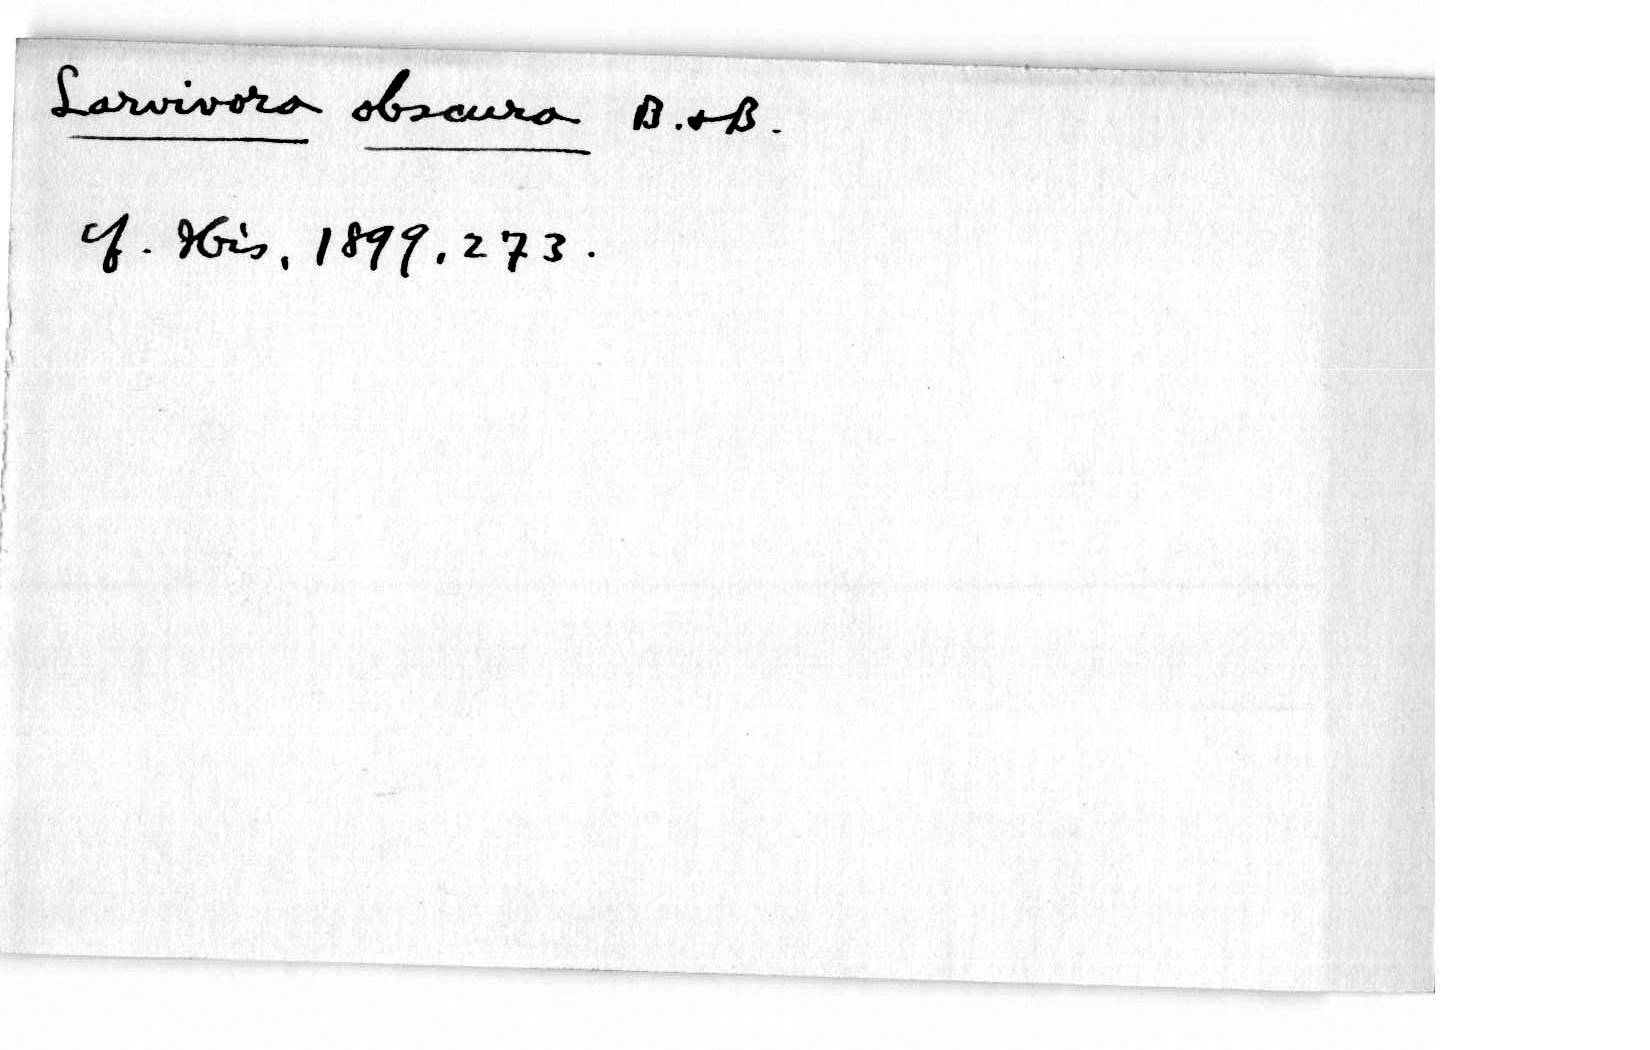 Larvivora obscura B. & B.
cf. Ibis, 1899, 273.